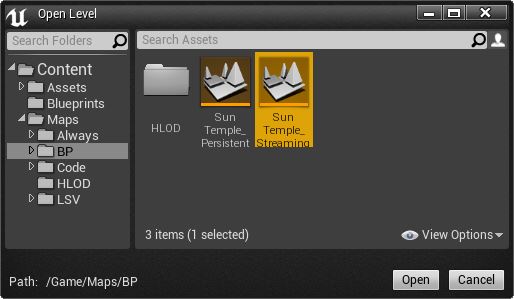 Open Level
Search Folders
Search Assets
Content
Assets
Blueprints
Maps
Always
BP
Code
HLOD
LSV
HLOD
Sun
Temple_
Persistent
Sun
Temple_
Streaming
3 items (1 selected)
View Options
Path: /Game/Maps/BP
Open
Cancel